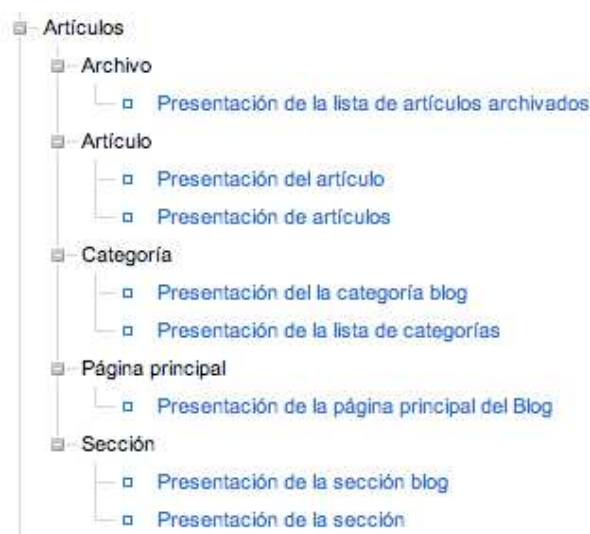 Artículos
Archivo
Presentación de la lista de artículos archivados
Artículo
Presentación del artículo
Presentación de artículos
Categoría
Presentación del la categoría blog
Presentación de la lista de categorías
Página principal
Presentación de la página principal del Blog
Sección
Presentación de la sección blog
Presentación de la sección